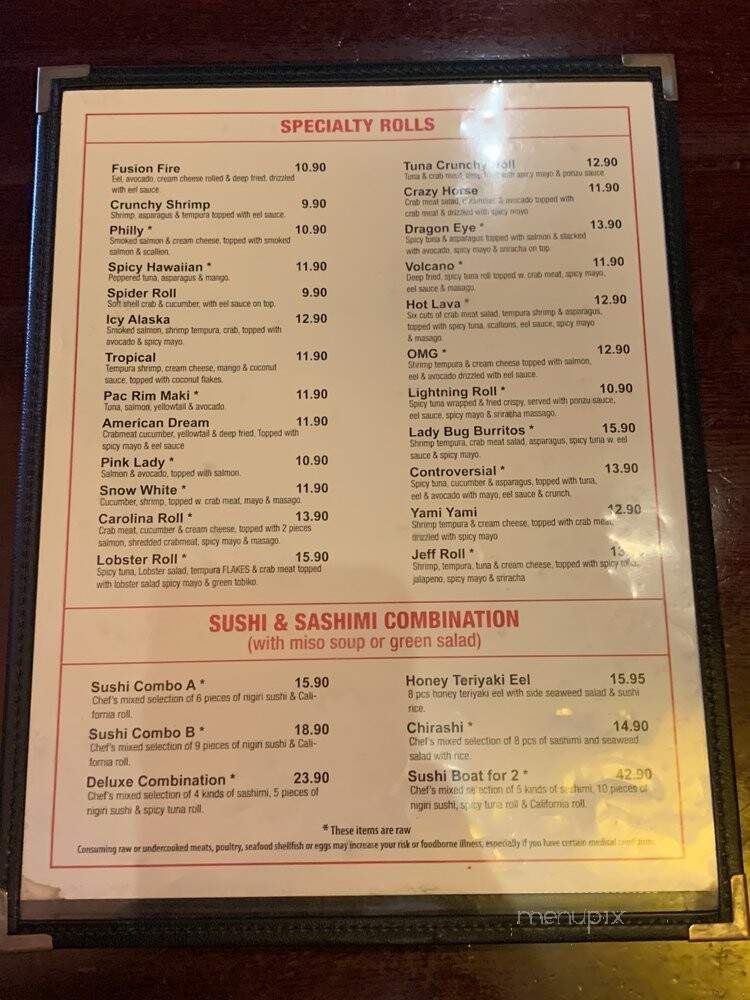 SPECIALTY ROLLS
Fusion Fire 10.90
Eel, avocado, cream cheese rolled & deep fried, drizzled
with eel sauce.
Crunchy Shrimp 9.90
Shrimp, asparagus & tempura topped with eel sauce.
Philly * 10.90
Smoked salmon & cream cheese, topped with smoked
salmon & scallion.
Spicy Hawaiian * 11.90
Peppered tuna, asparagus & mango.
Spider Roll 9.90
Soft shell crab & cucumber, with eel sauce on top.
Icy Alaska 12.90
Smoked salmon, shrimp tempura, crab, topped with
avocado & spicy mayo.
Tropical 11.90
Tempura shrimp, cream cheese, mango & coconut
sauce, topped with coconut flakes.
Pac Rim Maki * 11.90
Tuna, salmon, yellowtail & avocado.
American Dream 11.90
Crabmeat cucumber, yellowtail & deep fried. Topped with
spicy mayo & eel sauce
Pink Lady * 10.90
Salmon & avocado, topped with salmon.
Snow White * 11.90
Cucumber, shrimp, topped w. crab meat, mayo & masago.
Carolina Roll * 13.90
Crab meat, cucumber & cream cheese, topped with 2 pieces
salmon, shredded crabmeat, spicy mayo & masago.
Lobster Roll * 15.90
Spicy tuna, Lobster salad, tempura FLAKES & crab meat topped
with lobster salad spicy mayo & green tobiko.
Tuna Crunchy Roll 12.90
Tuna & crab meat, deep fried with spicy mayo & ponzu sauce
Crazy Horse 11.90
Crab meat salad, cucumber & avocado topped with
crab meat & drizzled with spicy mayo
Dragon Eye * 13.90
Spicy tuna & asparagus topped with salmon & stacked
with avocado, spicy mayo & sriracha on top.
Volcano * 11.90
Deep fried, spicy tuna roll topped w. crab meat, spicy mayo,
eel sauce & masago.
Hot Lava * 12.90
Six cuts of crab meat salad, tempura shrimp & asparagus,
topped with spicy tuna, scallions, eel sauce, spicy mayo
& masago.
OMG * 12.90
Shrimp tempura & cream cheese topped with salmon,
eel & avocado drizzled with eel sauce.
Lightning Roll * 10.90
Spicy tuna wrapped & fried crispy, served with ponzu sauce,
eel sauce, spicy mayo & sriracha massago.
Lady Bug Burritos * 15.90
Shrimp tempura, crab meat salad, asparagus, spicy tuna w. eel
sauce & spicy mayo.
Controversial * 13.90
Spicy tuna, cucumber & asparagus, topped with tuna,
eel & avocado with mayo, eel sauce & crunch.
Yami Yami 12.90
Shrimp tempura & cream cheese, topped with crab meat,
drizzled with spicy mayo
Jeff Roll *
Shrimp, tempura, tuna & cream cheese, topped with spicy tuna,
jalapeno, spicy mayo & sriracha
SUSHI & SASHIMI COMBINATION
(with miso soup or green salad)
Sushi Combo A * 15.90
Chef's mixed selection of 6 pieces of nigiri sushi & Cali-
fornia roll.
Sushi Combo B * 18.90
Chef's mixed selection of 9 pieces of nigiri sushi & Cali-
fornia roll.
Deluxe Combination * 23.90
Chef's mixed selection of 4 kinds of sashimi, 5 pieces of
nigiri sushi & spicy tuna roll.
Honey Teriyaki Eel 15.95
8 pcs honey teriyaki eel with side seaweed salad & sushi
rice.
Chirashi * 14.90
Chef's mixed selection of 8 pcs of sashimi and seaweed
salad with rice.
Sushi Boat for 2 * 42.90
Chef's mixed selection of 5 kinds of sashimi, 10 pieces of
nigiri sushi, spicy tuna roll & California roll.
* These items are raw
Consuming raw or undercooked meats, poultry, seafood shellfish or eggs may increase your risk or foodborne illness, especially if you have certain medical conditions.
menupix